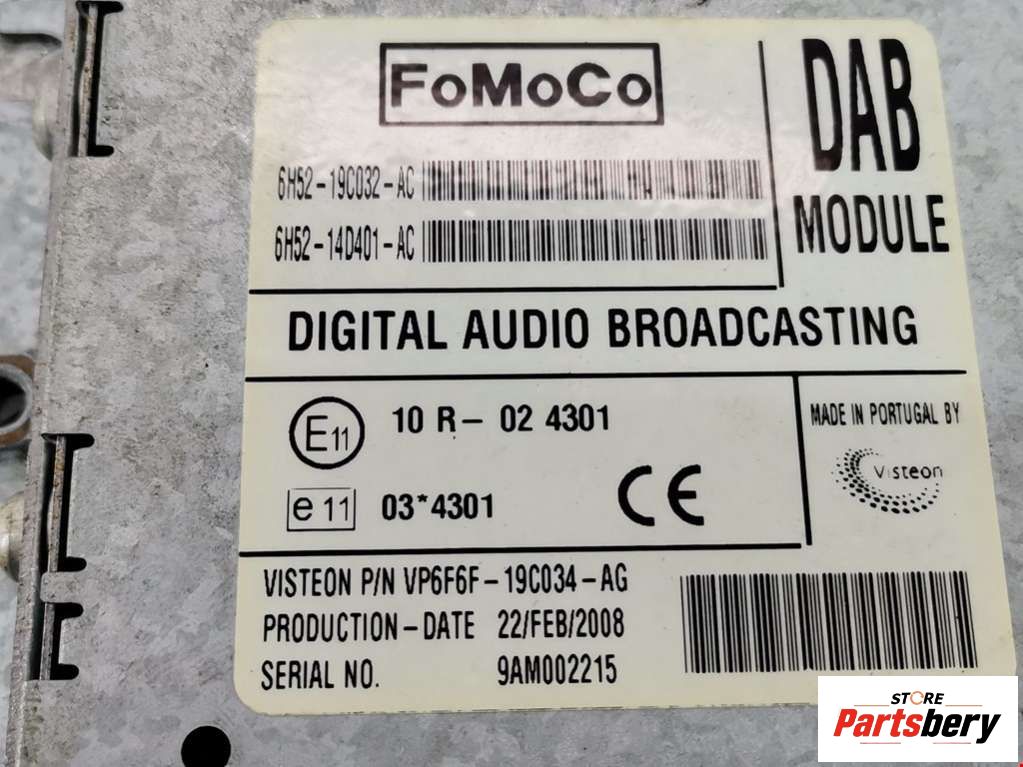 FoMoCo
DAB
MODULE
6H52-19C032-AC
6H52-14D401-AC
DIGITAL AUDIO BROADCASTING
E11 10 R- 02 4301
e 11 03*4301
CE
MADE IN PORTUGAL BY
Visteon
VISTEON P/N VP6F6F-19C034-AG
PRODUCTION-DATE 22/FEB/2008
SERIAL NO. 9AM002215
STORE
Partsbery